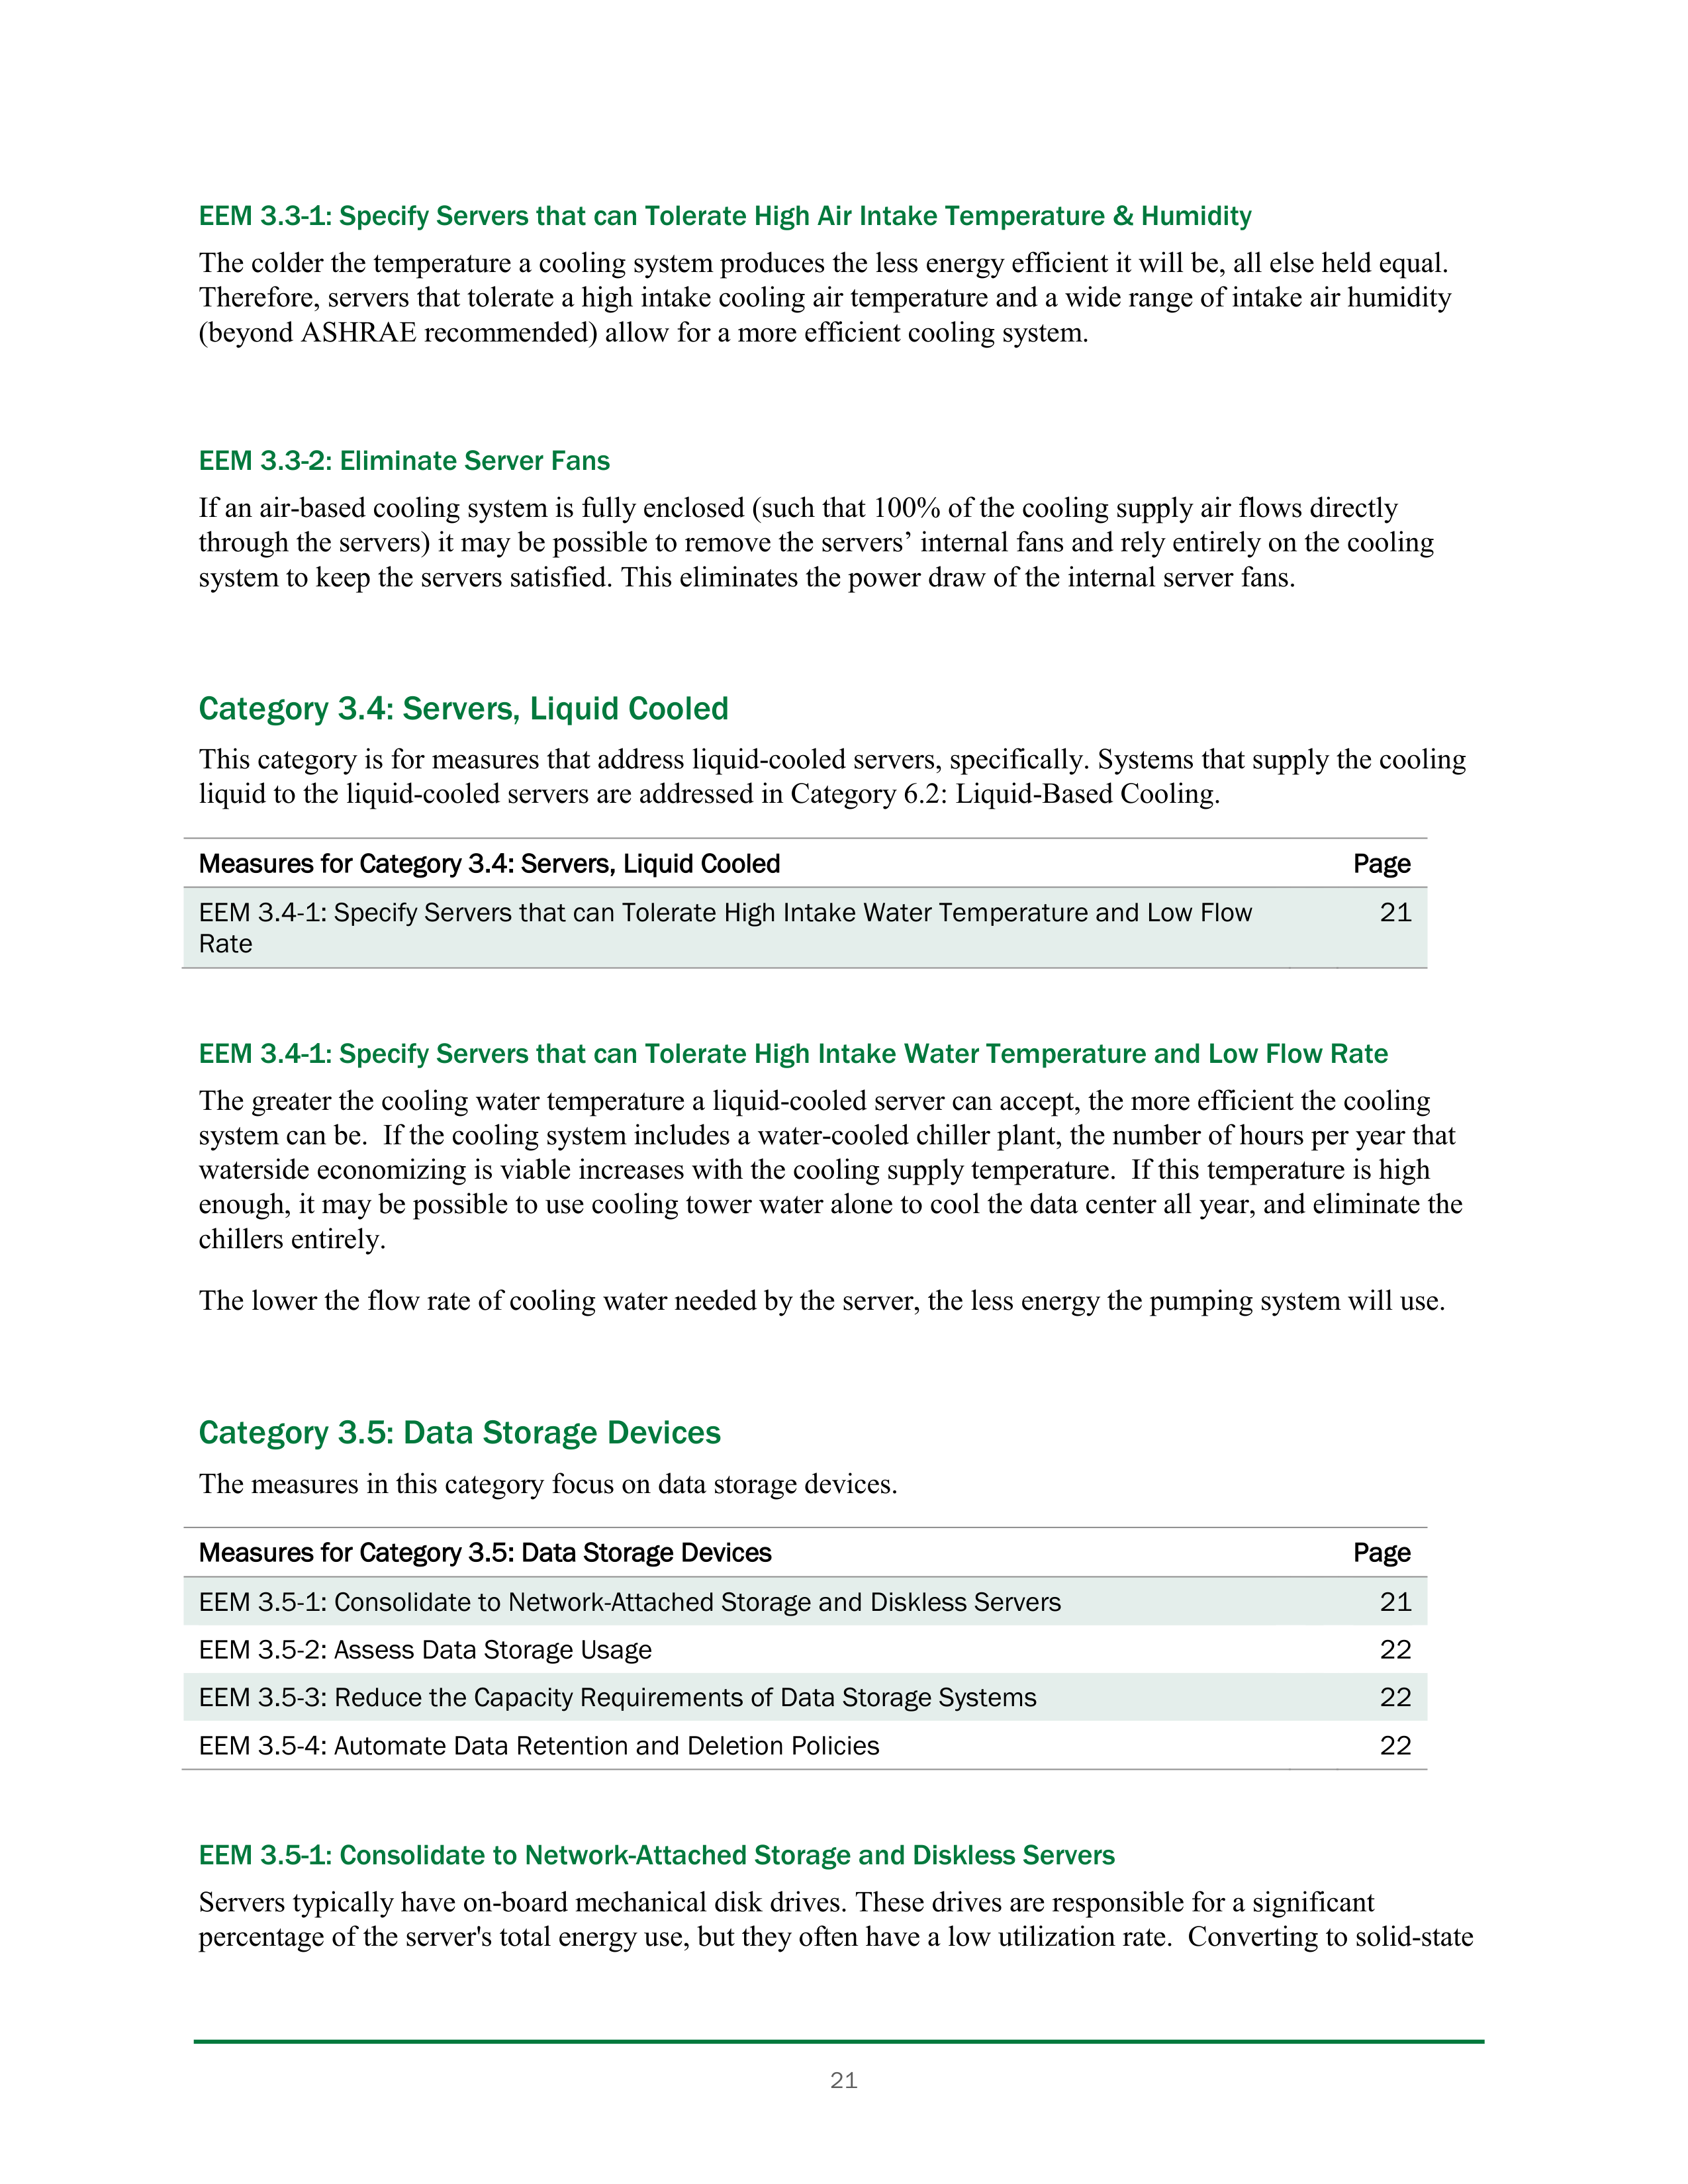 EEM 3.3-1: Specify Servers that can Tolerate High Air Intake Temperature & Humidity
The colder the temperature a cooling system produces the less energy efficient it will be, all else held equal.
Therefore, servers that tolerate a high intake cooling air temperature and a wide range of intake air humidity
(beyond ASHRAE recommended) allow for a more efficient cooling system.
EEM 3.3-2: Eliminate Server Fans
If an air-based cooling system is fully enclosed (such that 100% of the cooling supply air flows directly
through the servers) it may be possible to remove the servers’ internal fans and rely entirely on the cooling
system to keep the servers satisfied. This eliminates the power draw of the internal server fans.
Category 3.4: Servers, Liquid Cooled
This category is for measures that address liquid-cooled servers, specifically. Systems that supply the cooling
liquid to the liquid-cooled servers are addressed in Category 6.2: Liquid-Based Cooling.
Measures for Category 3.4: Servers, Liquid Cooled Page
EEM 3.4-1: Specify Servers that can Tolerate High Intake Water Temperature and Low Flow 21
Rate
EEM 3.4-1: Specify Servers that can Tolerate High Intake Water Temperature and Low Flow Rate
The greater the cooling water temperature a liquid-cooled server can accept, the more efficient the cooling
system can be.  If the cooling system includes a water-cooled chiller plant, the number of hours per year that
waterside economizing is viable increases with the cooling supply temperature.  If this temperature is high
enough, it may be possible to use cooling tower water alone to cool the data center all year, and eliminate the
chillers entirely.
The lower the flow rate of cooling water needed by the server, the less energy the pumping system will use.
Category 3.5: Data Storage Devices
The measures in this category focus on data storage devices.
Measures for Category 3.5: Data Storage Devices Page
EEM 3.5-1: Consolidate to Network-Attached Storage and Diskless Servers 21
EEM 3.5-2: Assess Data Storage Usage 22
EEM 3.5-3: Reduce the Capacity Requirements of Data Storage Systems 22
EEM 3.5-4: Automate Data Retention and Deletion Policies 22
EEM 3.5-1: Consolidate to Network-Attached Storage and Diskless Servers
Servers typically have on-board mechanical disk drives. These drives are responsible for a significant
percentage of the server's total energy use, but they often have a low utilization rate.  Converting to solid-state
21